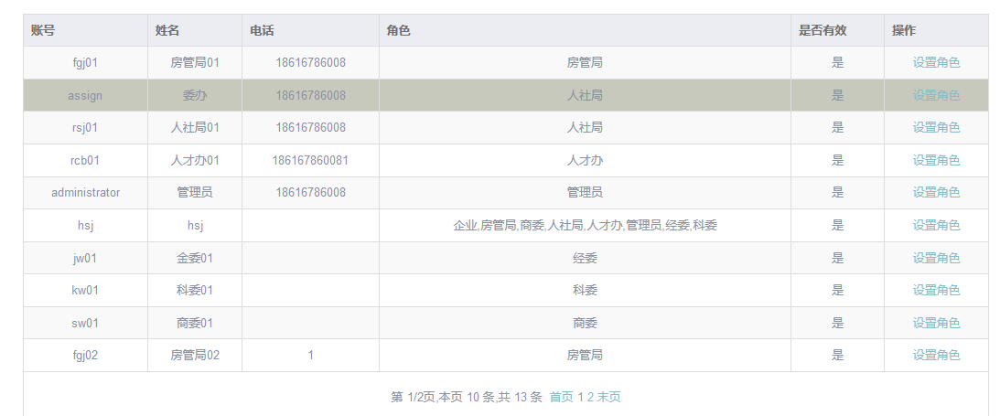 账号 姓名 电话 角色 是否有效 操作
fgj01 房管局01 18616786008 房管局 是 设置角色
assign 委办 18616786008 人社局 是 设置角色
rsj01 人社局01 18616786008 人社局 是 设置角色
rcb01 人才办01 186167860081 人才办 是 设置角色
administrator 管理员 18616786008 管理员 是 设置角色
hsj hsj 企业,房管局,商委,人社局,人才办,管理员,经委,科委 是 设置角色
jw01 金委01 经委 是 设置角色
kw01 科委01 科委 是 设置角色
sw01 商委01 商委 是 设置角色
fgj02 房管局02 1 房管局 是 设置角色
第 1/2页,本页 10 条,共 13 条 首页 1 2 末页